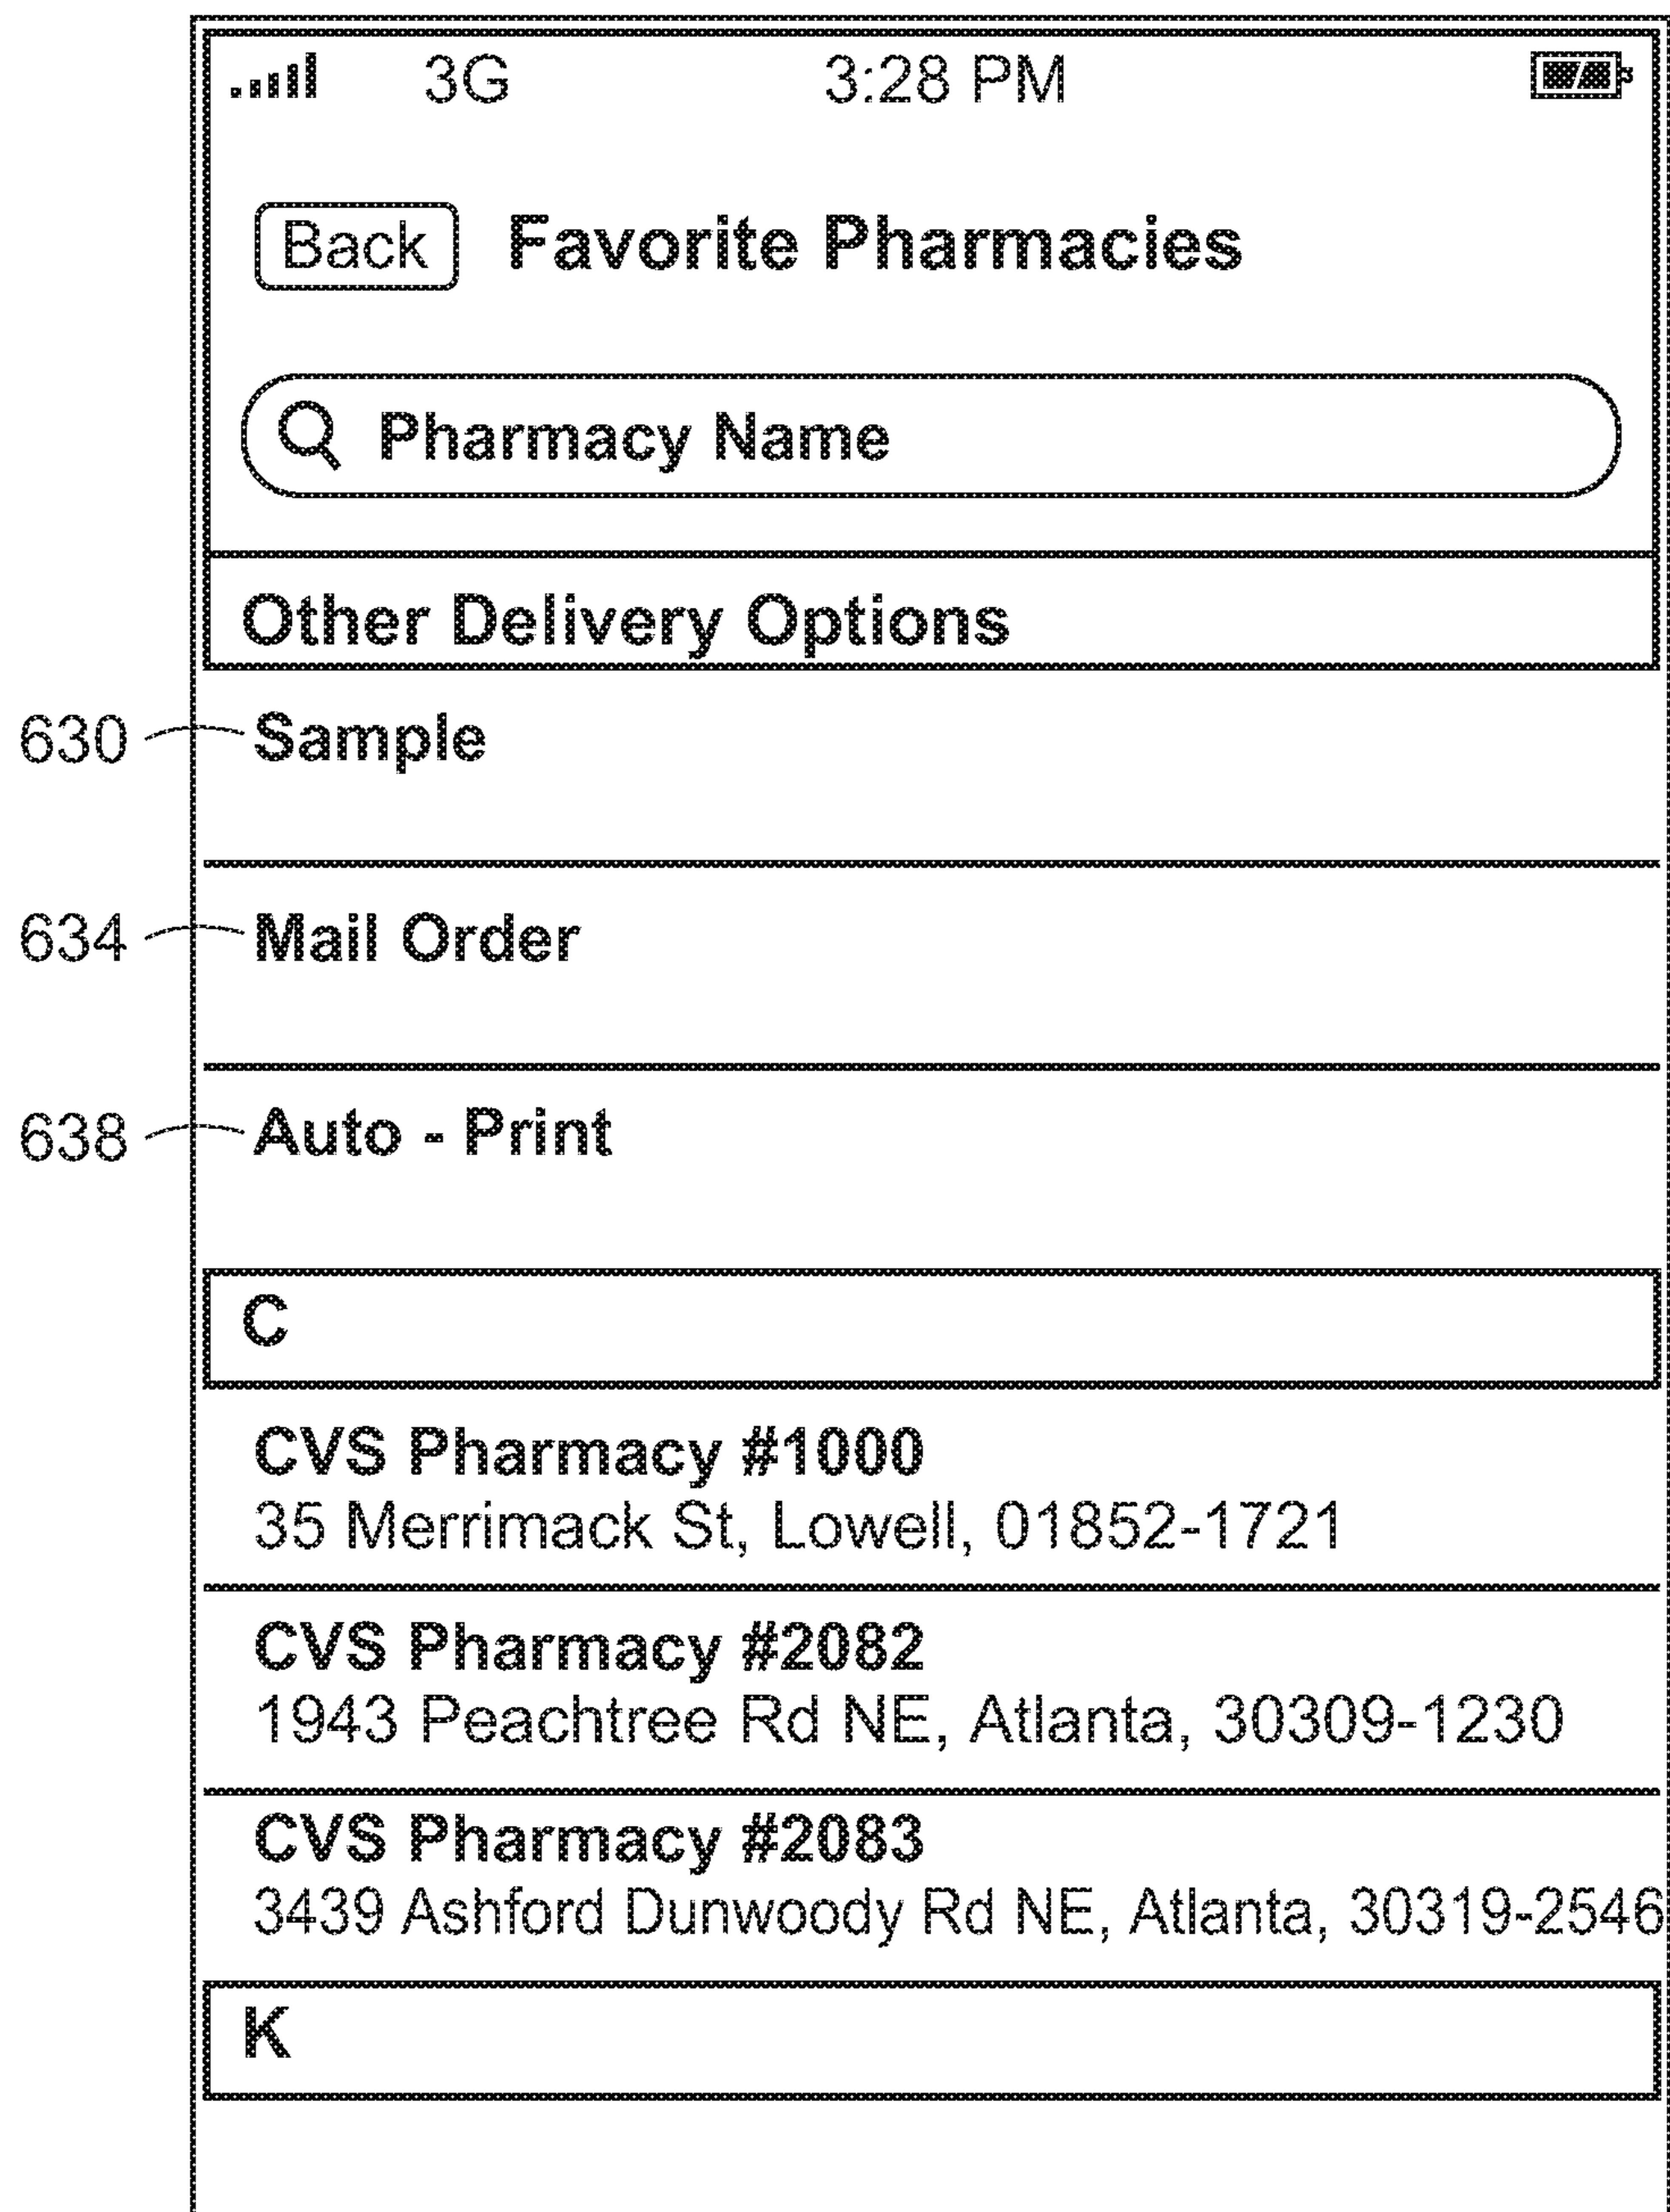 3G 3:28 PM
Back Favorite Pharmacies
Pharmacy Name
Other Delivery Options
630 Sample
634 Mail Order
638 Auto - Print
C
CVS Pharmacy #1000
35 Merrimack St, Lowell, 01852-1721
CVS Pharmacy #2082
1943 Peachtree Rd NE, Atlanta, 30309-1230
CVS Pharmacy #2083
3439 Ashford Dunwoody Rd NE, Atlanta, 30319-2546
K